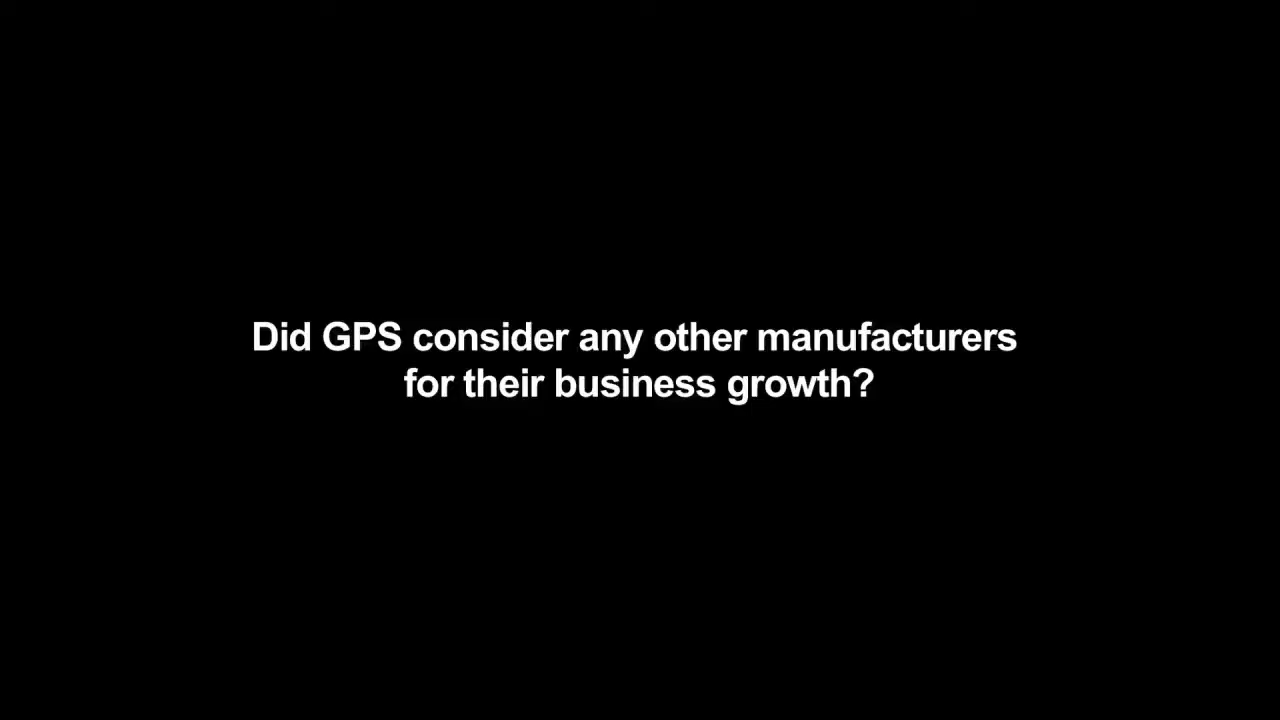 Did GPS consider any other manufacturers
for their business growth?